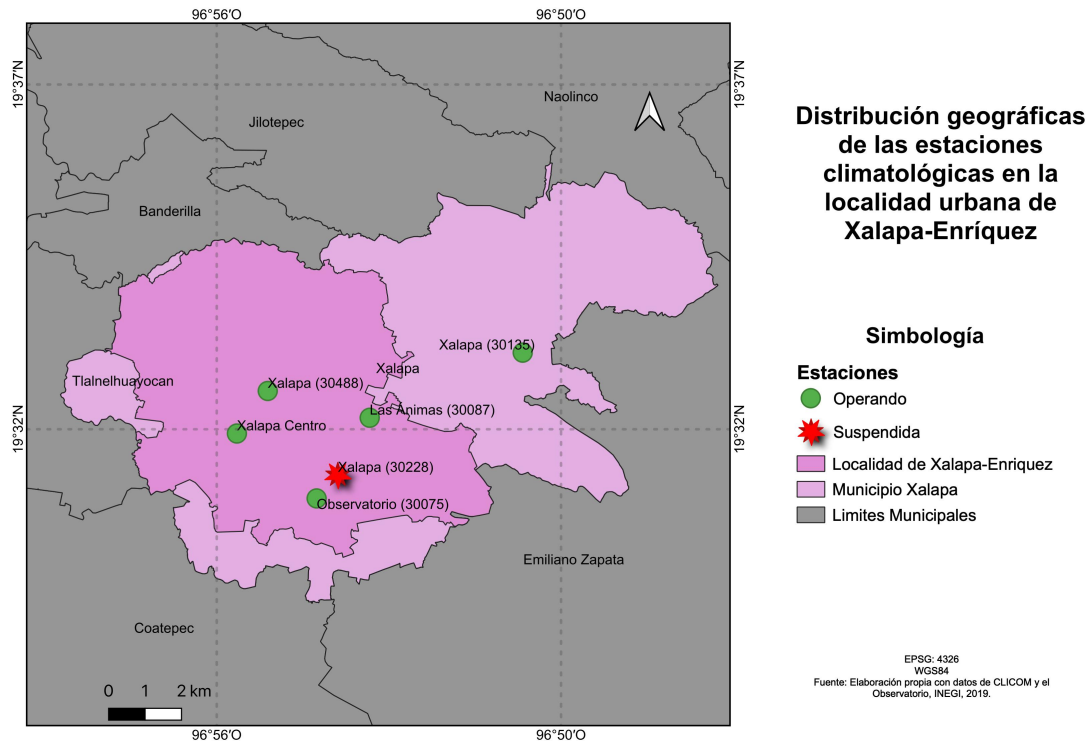 96°56'O
96°50'O
19°37'N
19°37'N
Naolinco
Jilotepec
Banderilla
Xalapa (30135)
Xalapa
Tlalnelhuayocan
Xalapa (30488)
Las Ánimas (30087)
Xalapa Centro
19°32'N
19°32'N
Xalapa (30228)
Observatorio (30075)
Emiliano Zapata
Coatepec
0 1 2 km
96°56'O
96°50'O
Distribución geográficas
de las estaciones
climatológicas en la
localidad urbana de
Xalapa-Enríquez
Simbología
Estaciones
Operando
Suspendida
Localidad de Xalapa-Enriquez
Municipio Xalapa
Limites Municipales
EPSG: 4326
WGS84
Fuente: Elaboración propia con datos de CLICOM y el
Observatorio, INEGI, 2019.